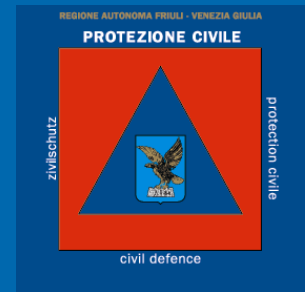 REGIONE AUTONOMA FRIULI - VENEZIA GIULIA
PROTEZIONE CIVILE
zivilschutz
protection civile
civil defence